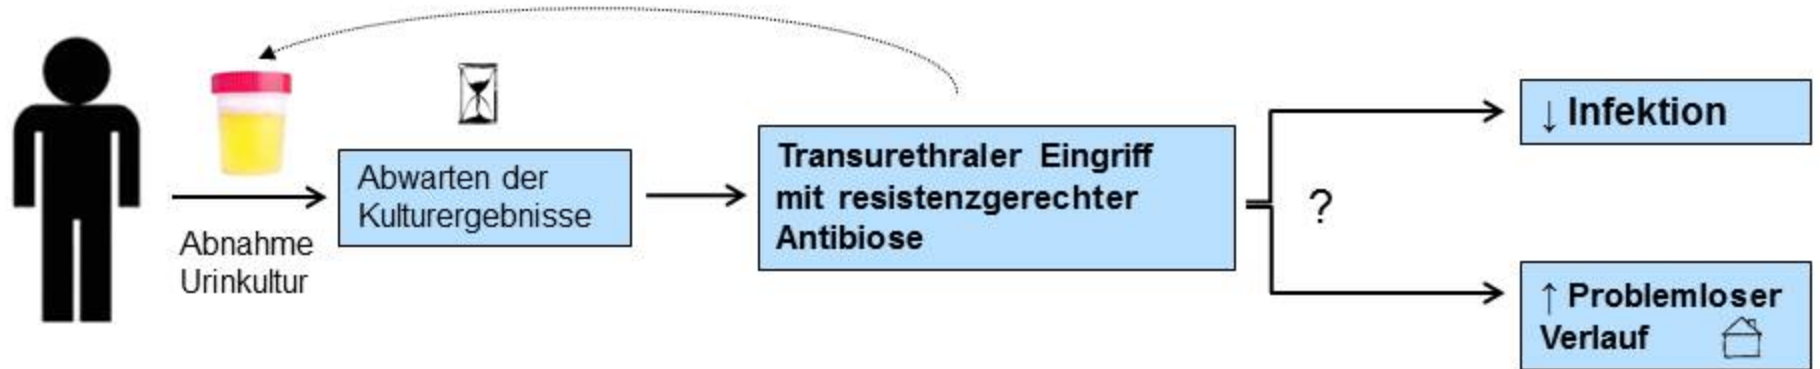 Abnahme
Urinkultur
Abwarten der
Kulturergebnisse
Transurethraler Eingriff
mit resistenzgerechter
Antibiose
?
↓ Infektion
↑ Problemloser
Verlauf